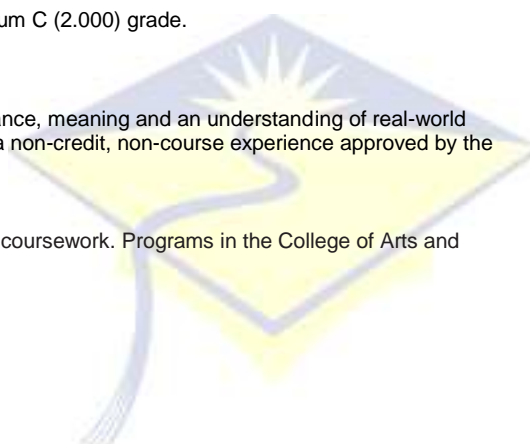 um C (2.000) grade.
ance, meaning and an understanding of real-world
a non-credit, non-course experience approved by the
coursework. Programs in the College of Arts and